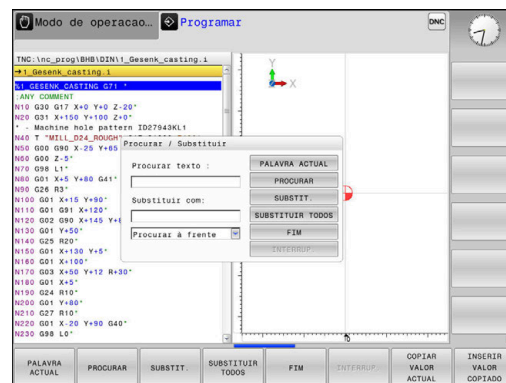 Modo de operacao...
Programar
DNC
TNC:\nc_prog\BHB\DIN\1_Gesenk_casting.i
→1_Gesenk_casting.i
%1_GESENK_CASTING G71 *
;ANY COMMENT
N10 G30 G17 X+0 Y+0 Z-20*
N20 G31 X+150 Y+100 Z+0*
* - Machine hole pattern ID27943KL1
N40 T "MILL_D24_ROUGH"
N50 G00 G90 X-25 Y+65
N60 G00 Z-5*
N70 G98 L1*
N80 G01 X+5 Y+80 G41*
N90 G26 R3*
N100 G01 X+15 Y+90*
N110 G01 G91 X+120*
N120 G02 G90 X+145 Y+
N130 G01 Y+50*
N140 G25 R20*
N150 G01 X+130 Y+5*
N160 G01 X+100*
N170 G03 X+50 Y+12 R+30*
N180 G01 X+5*
N190 G24 R10*
N200 G01 Y+80*
N210 G27 R10*
N220 G01 X-20 Y+90 G40*
N230 G98 L0*
Y
X
Procurar / Substituir
Procurar texto :
Substituir com:
Procurar à frente
PALAVRA ACTUAL
PROCURAR
SUBSTIT.
SUBSTITUIR TODOS
FIM
INTERRUP.
PALAVRA ACTUAL
PROCURAR
SUBSTIT.
SUBSTITUIR TODOS
FIM
INTERRUP.
COPIAR VALOR ACTUAL
INSERIR VALOR COPIADO